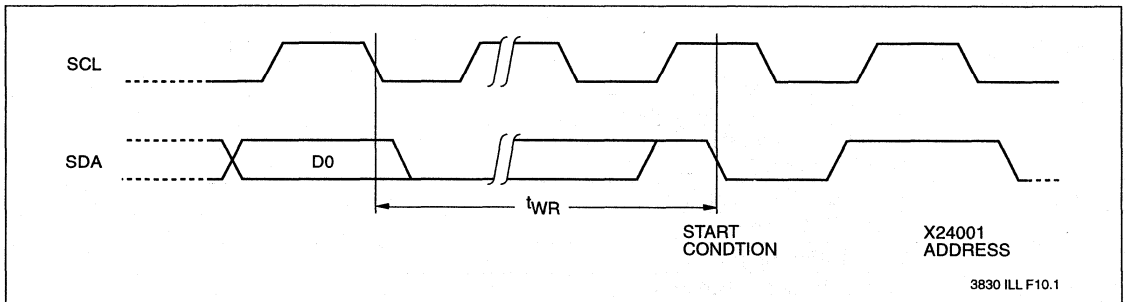 SCL
SDA
D0
tWR
START
CONDTION
X24001
ADDRESS
3830 ILL F10.1